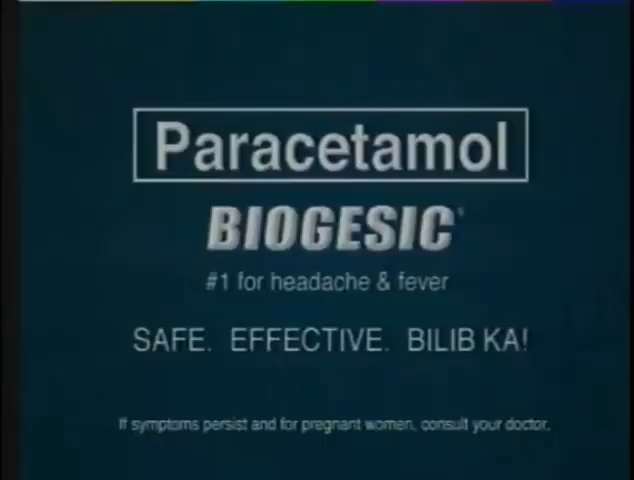 Paracetamol
BIOGESIC®
#1 for headache & fever
SAFE. EFFECTIVE. BILIB KA!
If symptoms persist and for pregnant women, consult your doctor.